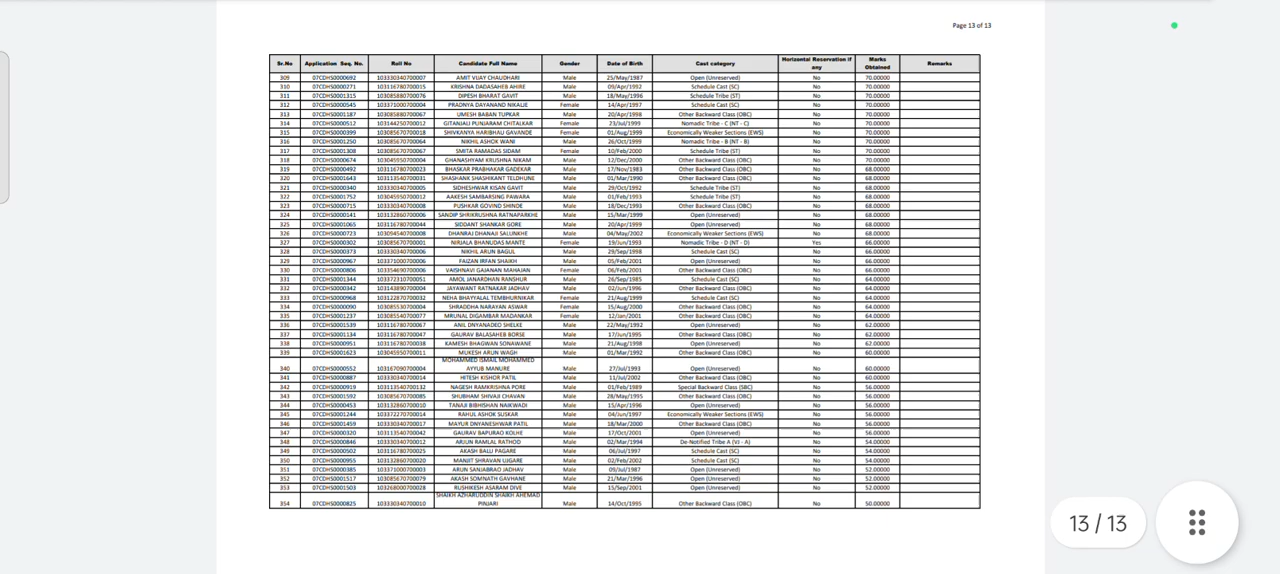 Page 13 of 13
Sr.No Application Seq. No. Roll No Candidate Full Name Gender Date of Birth Cast category Horizantal Reservation if any Marks Obtained Remarks
309 07CDHS0000692 103330340700007 AMIT VIJAY CHAUDHARI Male 25/May/1987 Open (Unreserved) No 70.00000
310 07CDHS0000271 103116780700015 KRISHNA DADASAHEB AHIRE Male 09/Apr/1992 Schedule Cast (SC) No 70.00000
311 07CDHS0001315 103085880700076 DIPESH BHARAT GAVIT Male 18/May/1996 Schedule Tribe (ST) No 70.00000
312 07CDHS0000545 103371000700004 PRADNYA DAYANAND NIKALJE Female 14/Apr/1997 Schedule Cast (SC) No 70.00000
313 07CDHS0001187 103085880700067 UMESH BABAN TUPKAR Male 20/Apr/1998 Other Backward Class (OBC) No 70.00000
314 07CDHS0000512 103144250700012 GITANJALI PUNJARAM CHITALKAR Female 23/Jul/1999 Nomadic Tribe - C (NT - C) No 70.00000
315 07CDHS0000399 103085670700018 SHIVKANYA HARIBHAU GAVANDE Female 01/Aug/1999 Economically Weaker Sections (EWS) No 70.00000
316 07CDHS0001250 103085670700064 NIKHIL ASHOK WANI Male 26/Oct/1999 Nomadic Tribe - B (NT - B) No 70.00000
317 07CDHS0001308 103085670700067 SMITA RAMADAS SIDAM Female 10/Feb/2000 Schedule Tribe (ST) No 70.00000
318 07CDHS0000674 103045950700004 GHANASHYAM KRUSHNA NIKAM Male 12/Dec/2000 Other Backward Class (OBC) No 70.00000
319 07CDHS0000492 103116780700023 BHASKAR PRABHAKAR GADEKAR Male 17/Nov/1983 Other Backward Class (OBC) No 68.00000
320 07CDHS0001643 103113540700031 SHASHANK SHASHIKANT TELDHUNE Male 01/Mar/1990 Other Backward Class (OBC) No 68.00000
321 07CDHS0000340 103330340700005 SIDHESHWAR KISAN GAVIT Male 29/Oct/1992 Schedule Tribe (ST) No 68.00000
322 07CDHS0001752 103045950700012 AAKESH SAMBARSING PAWARA Male 01/Feb/1993 Schedule Tribe (ST) No 68.00000
323 07CDHS0000715 103330340700008 PUSHKAR GOVIND SHINDE Male 18/Dec/1993 Other Backward Class (OBC) No 68.00000
324 07CDHS0000141 103132860700006 SANDIP SHRIKRUSHNA RATNAPARKHE Male 15/Mar/1999 Open (Unreserved) No 68.00000
325 07CDHS0001065 103116780700044 SIDDANT SHANKAR GORE Male 20/Apr/1999 Open (Unreserved) No 68.00000
326 07CDHS0000723 103094540700008 DHANRAJ DHANAJI SALUNKHE Male 04/May/2002 Economically Weaker Sections (EWS) No 68.00000
327 07CDHS0000302 103085670700001 NIRJALA BHANUDAS MANTE Female 19/Jun/1993 Nomadic Tribe - D (NT - D) Yes 66.00000
328 07CDHS0000373 103330340700006 NIKHIL ARUN BAGUL Male 29/Sep/1998 Schedule Cast (SC) No 66.00000
329 07CDHS0000967 103371000700006 FAIZAN IRFAN SHAIKH Male 05/Feb/2001 Open (Unreserved) No 66.00000
330 07CDHS0000806 103354690700006 VAISHNAVI GAJANAN MAHAJAN Female 06/Feb/2001 Other Backward Class (OBC) No 66.00000
331 07CDHS0001344 103372310700051 AMOL JANARDHAN RANSHUR Male 26/Sep/1985 Schedule Cast (SC) No 64.00000
332 07CDHS0000342 103143890700004 JAYAWANT RATNAKAR JADHAV Male 02/Jun/1996 Other Backward Class (OBC) No 64.00000
333 07CDHS0000968 103122870700032 NEHA BHAYYALAL TEMBHURNIKAR Female 21/Aug/1999 Schedule Cast (SC) No 64.00000
334 07CDHS0000090 103085530700004 SHRADDHA NARAYAN ASWAR Female 15/Aug/2000 Other Backward Class (OBC) No 64.00000
335 07CDHS0001237 103085540700077 MRUNAL DIGAMBAR MADANKAR Female 12/Jan/2001 Other Backward Class (OBC) No 64.00000
336 07CDHS0001539 103116780700067 ANIL DNYANADEO SHELKE Male 22/May/1992 Open (Unreserved) No 62.00000
337 07CDHS0001134 103116780700047 GAURAV BALASAHEB BORSE Male 17/Jun/1995 Other Backward Class (OBC) No 62.00000
338 07CDHS0000951 103116780700038 KAMESH BHAGWAN SONAWANE Male 21/Aug/1998 Open (Unreserved) No 62.00000
339 07CDHS0001623 103045950700011 MUKESH ARUN WAGH Male 01/Mar/1992 Other Backward Class (OBC) No 60.00000
340 07CDHS0000552 103167090700004 MOHAMMED ISMAIL MOHAMMED AYYUB MANURE Male 27/Jul/1993 Open (Unreserved) No 60.00000
341 07CDHS0000887 103330340700014 HITESH KISHOR PATIL Male 11/Jul/2002 Other Backward Class (OBC) No 60.00000
342 07CDHS0000919 103113540700132 NAGESH RAMKRISHNA PORE Male 01/Feb/1989 Special Backward Class (SBC) No 56.00000
343 07CDHS0001592 103085670700085 SHUBHAM SHIVAJI CHAVAN Male 28/May/1995 Other Backward Class (OBC) No 56.00000
344 07CDHS0000453 103132860700010 TANAJI BIBHISHAN NAIKWADI Male 15/Apr/1996 Open (Unreserved) No 56.00000
345 07CDHS0001244 103372270700014 RAHUL ASHOK SUSKAR Male 04/Jun/1997 Economically Weaker Sections (EWS) No 56.00000
346 07CDHS0001459 103330340700017 MAYUR DNYANESHWAR PATIL Male 18/Mar/2000 Other Backward Class (OBC) No 56.00000
347 07CDHS0000320 103113540700042 GAURAV BAPURAO KOLHE Male 17/Oct/2001 Open (Unreserved) No 56.00000
348 07CDHS0000846 103330340700012 ARJUN RAMLAL RATHOD Male 02/Mar/1994 De-Notified Tribe A (VJ - A) No 54.00000
349 07CDHS0000502 103116780700025 AKASH BALU PAGARE Male 06/Jul/1997 Schedule Cast (SC) No 54.00000
350 07CDHS0000955 103132860700020 MANJIT SHRAVAN UJGARE Male 02/Feb/2002 Schedule Cast (SC) No 54.00000
351 07CDHS0000385 103371000700003 ARUN SANJABRAO JADHAV Male 09/Jul/1987 Open (Unreserved) No 52.00000
352 07CDHS0001517 103085670700079 AKASH SOMNATH GAVHANE Male 21/Mar/1996 Open (Unreserved) No 52.00000
353 07CDHS0001503 103268000700028 RUSHIKESH ASARAM DIVE Male 15/Sep/2001 Open (Unreserved) No 52.00000
354 07CDHS0000825 103330340700010 SHAIKH AZHARUDDIN SHAIKH AHEMAD PINJARI Male 14/Oct/1995 Other Backward Class (OBC) No 50.00000
13 / 13